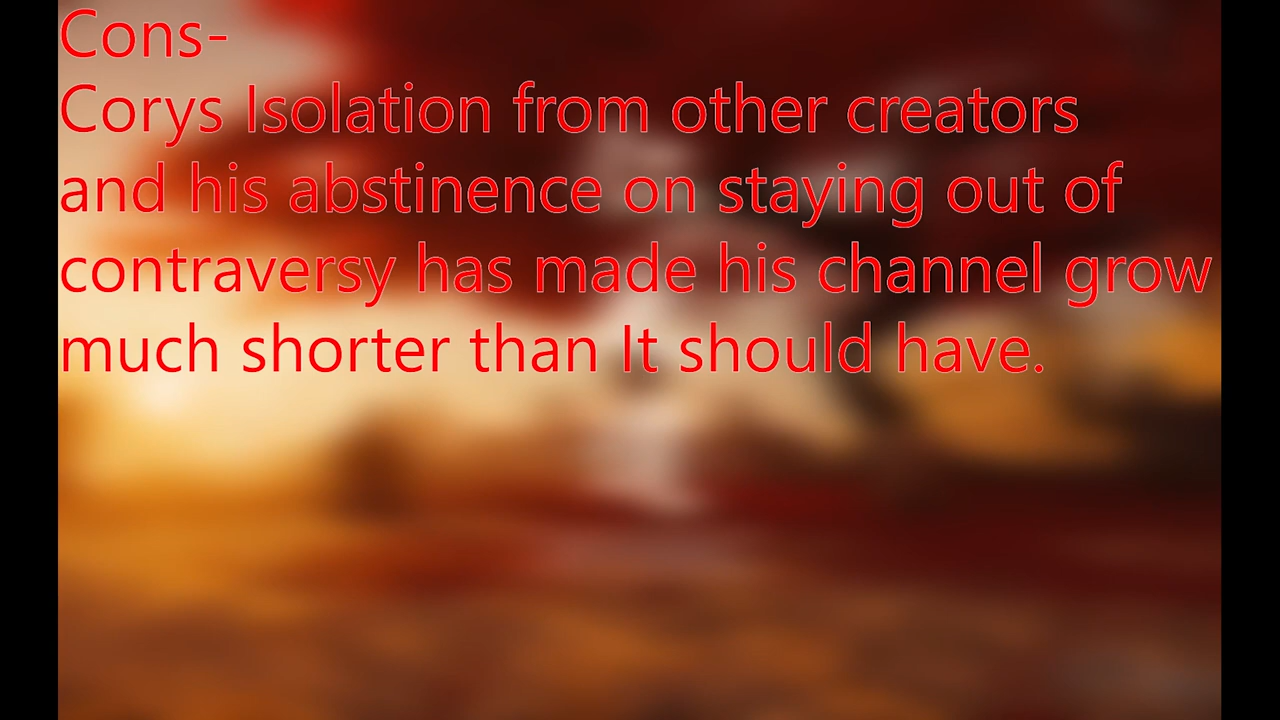 Cons-
Corys Isolation from other creators
and his abstinence on staying out of
contraversy has made his channel grow
much shorter than It should have.